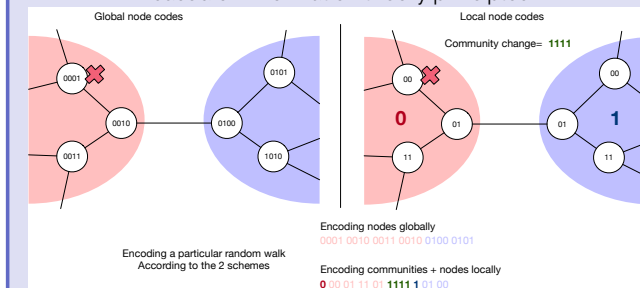 Global node codes
Local node codes
Community change= 1111
0001
0101
00
00
0
1
0010
0100
01
01
0011
1010
11
11
Encoding nodes globally
0001 0010 0011 0010 0100 0101
Encoding a particular random walk
According to the 2 schemes
Encoding communities + nodes locally
0 00 01 11 01 1111 1 01 00